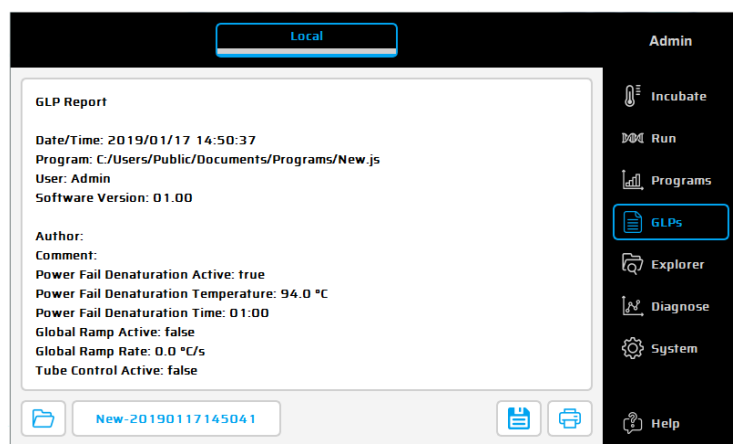 Local
Admin
GLP Report
Date/Time: 2019/01/17 14:50:37
Program: C:/Users/Public/Documents/Programs/New.js
User: Admin
Software Version: 01.00
Author:
Comment:
Power Fail Denaturation Active: true
Power Fail Denaturation Temperature: 94.0 °C
Power Fail Denaturation Time: 01:00
Global Ramp Active: false
Global Ramp Rate: 0.0 °C/s
Tube Control Active: false
New-20190117145041
Incubate
Run
Programs
GLPs
Explorer
Diagnose
System
Help